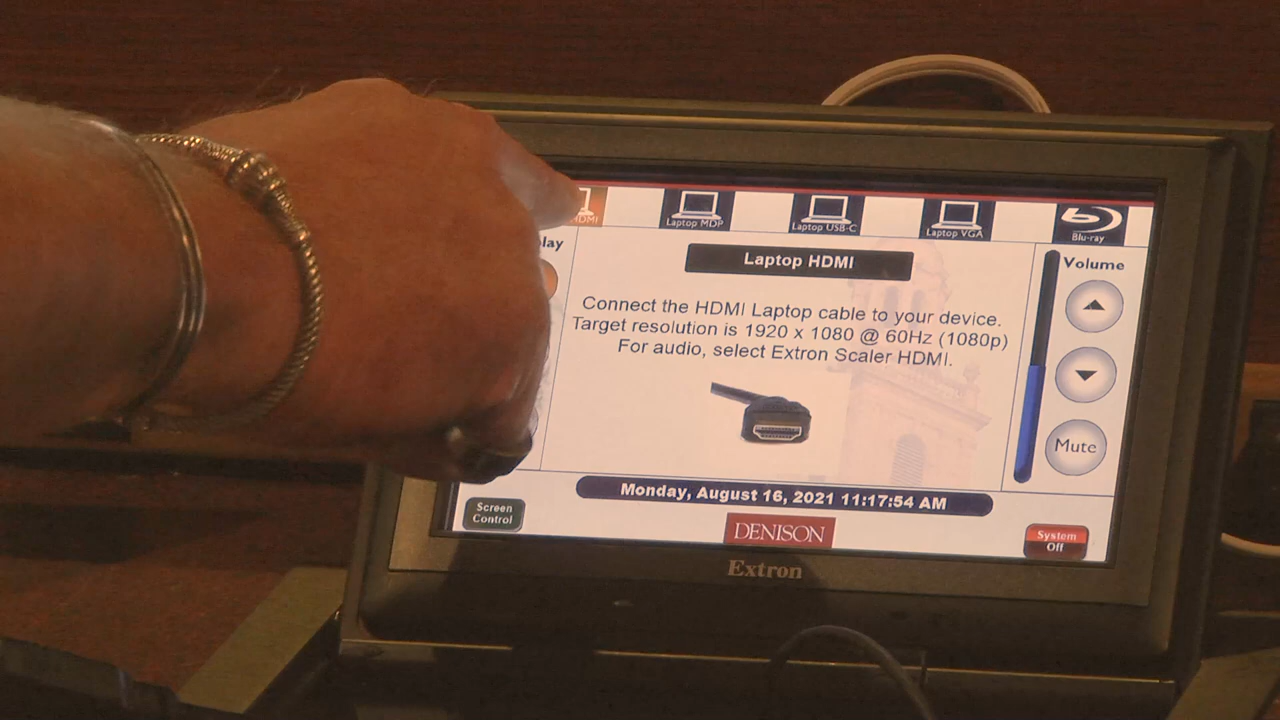 HDMI
Laptop MDP
Laptop USB-C
Laptop VGA
Blu-ray
lay
Laptop HDMI
Volume
Connect the HDMI Laptop cable to your device.
Target resolution is 1920 x 1080 @ 60Hz (1080p)
For audio, select Extron Scaler HDMI.
Mute
Monday, August 16, 2021 11:17:54 AM
Screen
Control
DENISON
System
Off
Extron